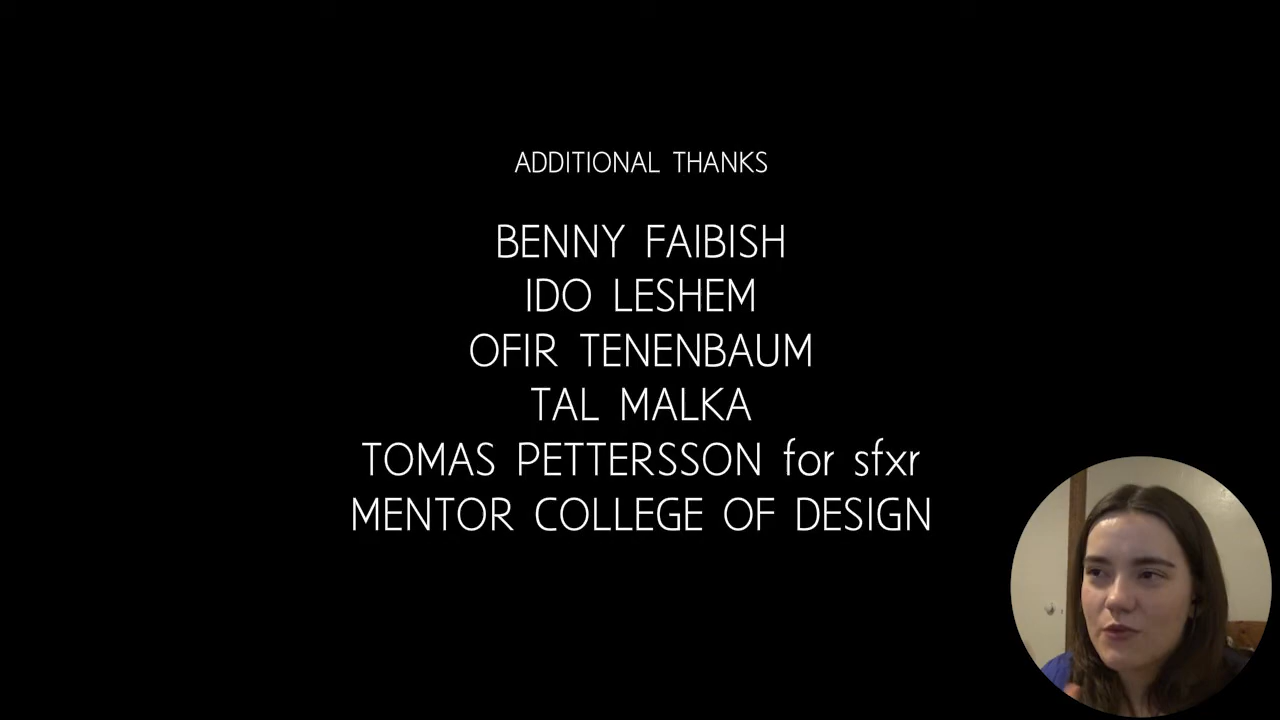 ADDITIONAL THANKS
BENNY FAIBISH
IDO LESHEM
OFIR TENENBAUM
TAL MALKA
TOMAS PETTERSSON for sfxr
MENTOR COLLEGE OF DESIGN